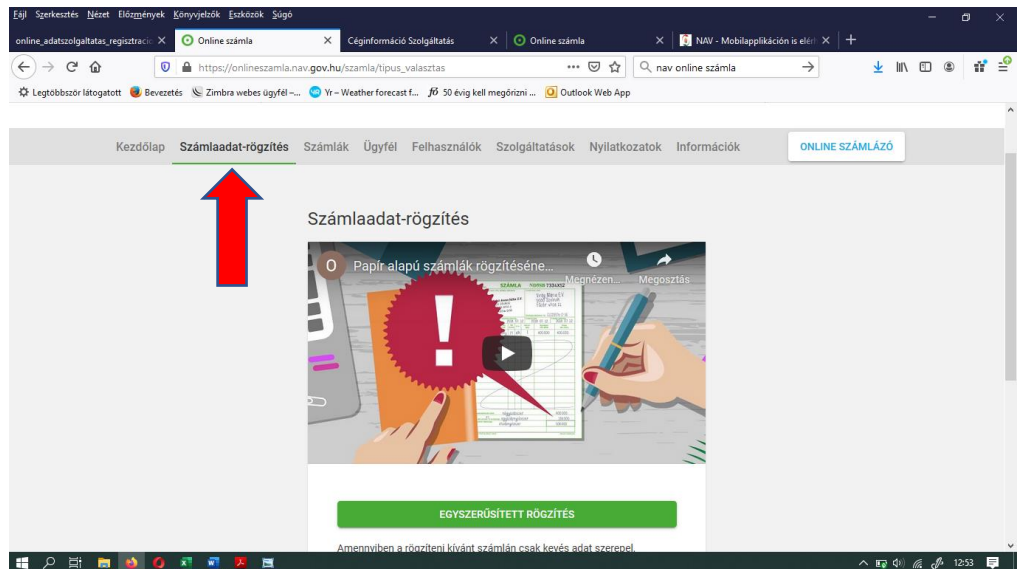 Fájl Szerkesztés Nézet Előzmények Könyvjelzők Eszközök Súgó
online_adatszolgaltatas_regisztracio
Online számla
Céginformáció Szolgáltatás
Online számla
NAV - Mobilapplikáción is elérh
https://onlineszamla.nav.gov.hu/szamla/tipus_valasztas
nav online számla
Legtöbbször látogatott Bevezetés Zimbra webes ügyfél –... Yr – Weather forecast f... 50 évig kell megőrizni ... Outlook Web App
Kezdőlap Számlaadat-rögzítés Számlák Ügyfél Felhasználók Szolgáltatások Nyilatkozatok Információk ONLINE SZÁMLÁZÓ
Számlaadat-rögzítés
O Papír alapú számlák rögzítéséne...
Megnézen... Megosztás
SZÁMLA
EGYSZERŰSÍTETT RÖGZÍTÉS
Amennyiben a rögzíteni kívánt számlán csak kevés adat szerepel,
12:53